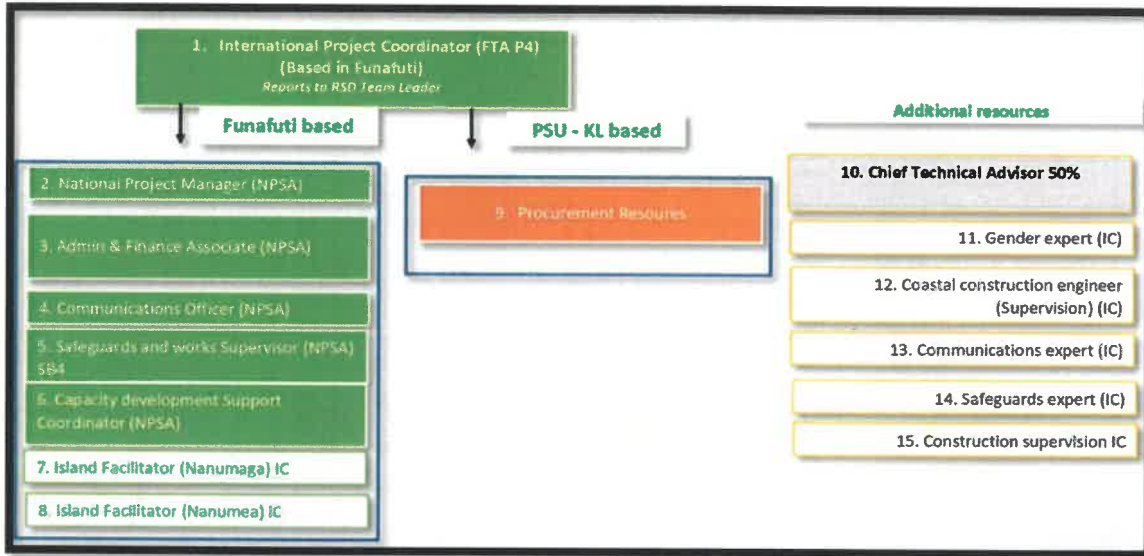 1. International Project Coordinator (FTA P4)
(Based in Funafuti)
Reports to RSD Team Leader
Funafuti based
PSU - KL based
Additional resources
2. National Project Manager (NPSA)
3. Admin & Finance Associate (NPSA)
4. Communications Officer (NPSA)
5. Safeguards and works Supervisor (NPSA)
SB4
6. Capacity development Support
Coordinator (NPSA)
7. Island Facilitator (Nanumaga) IC
8. Island Facilitator (Nanumea) IC
9. Procurement Resoures
10. Chief Technical Advisor 50%
11. Gender expert (IC)
12. Coastal construction engineer
(Supervision) (IC)
13. Communications expert (IC)
14. Safeguards expert (IC)
15. Construction supervision IC